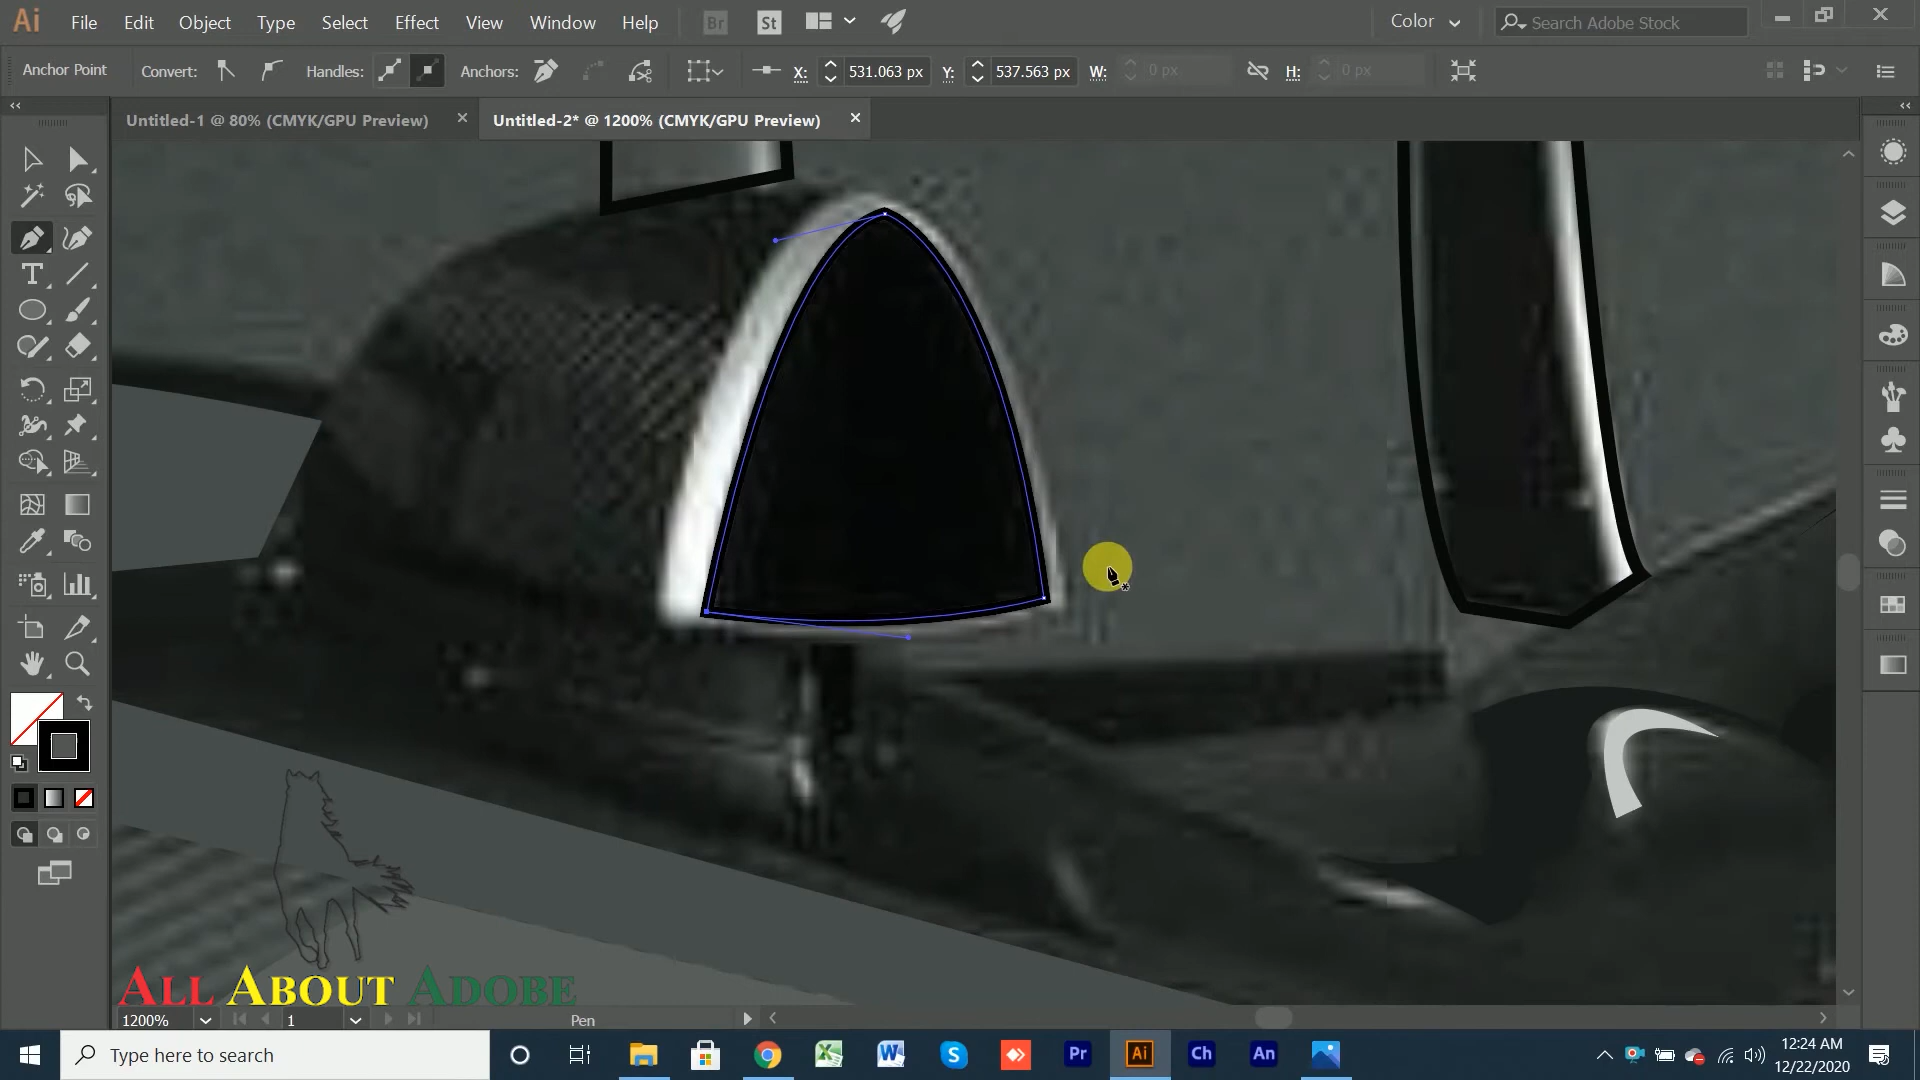 Ai File Edit Object Type Select Effect View Window Help Br St Color Search Adobe Stock
Anchor Point Convert: Handles: Anchors: X: 531.063 px Y: 537.563 px W: 0 px H: 0 px
Untitled-1 @ 80% (CMYK/GPU Preview) Untitled-2* @ 1200% (CMYK/GPU Preview)
T
ALL ABOUT ADOBE
1200% 1 Pen
Type here to search Pr Ai Ch An 12:24 AM
12/22/2020